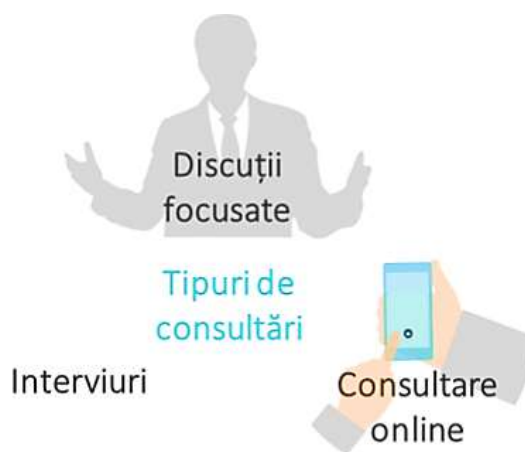 Discuții
focusate
Tipuri de
consultări
Interviuri
Consultare
online